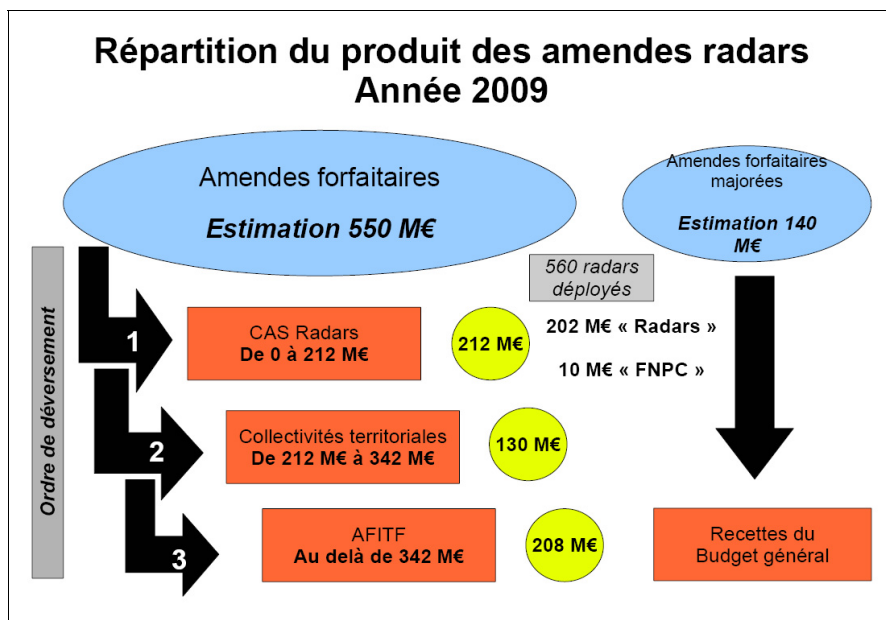 Répartition du produit des amendes radars
Année 2009
Amendes forfaitaires
Estimation 550 M€
Amendes forfaitaires
majorées
Estimation 140
M€
Ordre de déversement
560 radars
déployés
1
CAS Radars
De 0 à 212 M€
212 M€
202 M€ « Radars »
10 M€ « FNPC »
2
Collectivités territoriales
De 212 M€ à 342 M€
130 M€
3
AFITF
Au delà de 342 M€
208 M€
Recettes du
Budget général